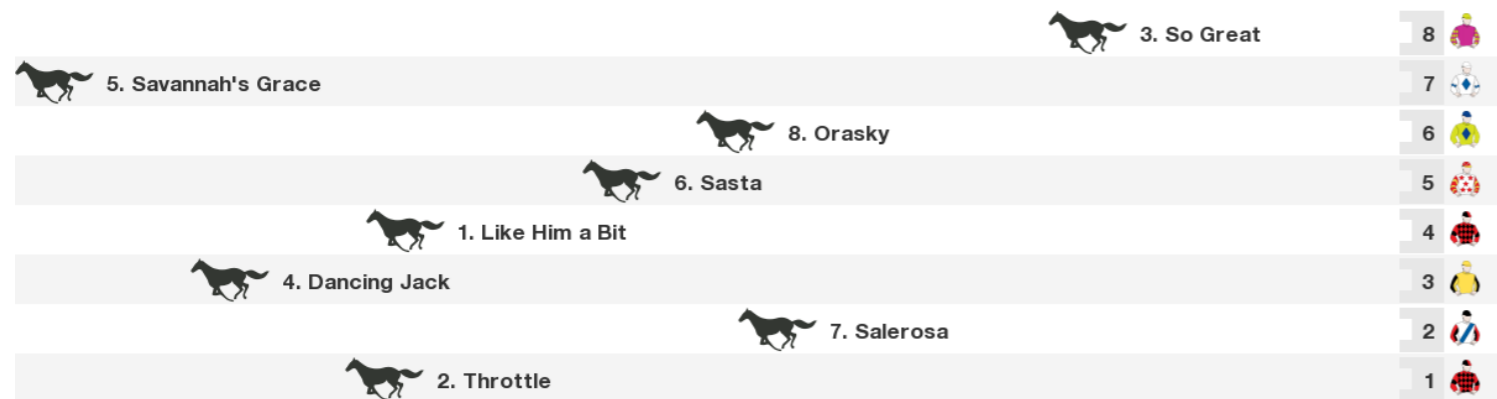 3. So Great 8
5. Savannah's Grace 7
8. Orasky 6
6. Sasta 5
1. Like Him a Bit 4
4. Dancing Jack 3
7. Salerosa 2
2. Throttle 1